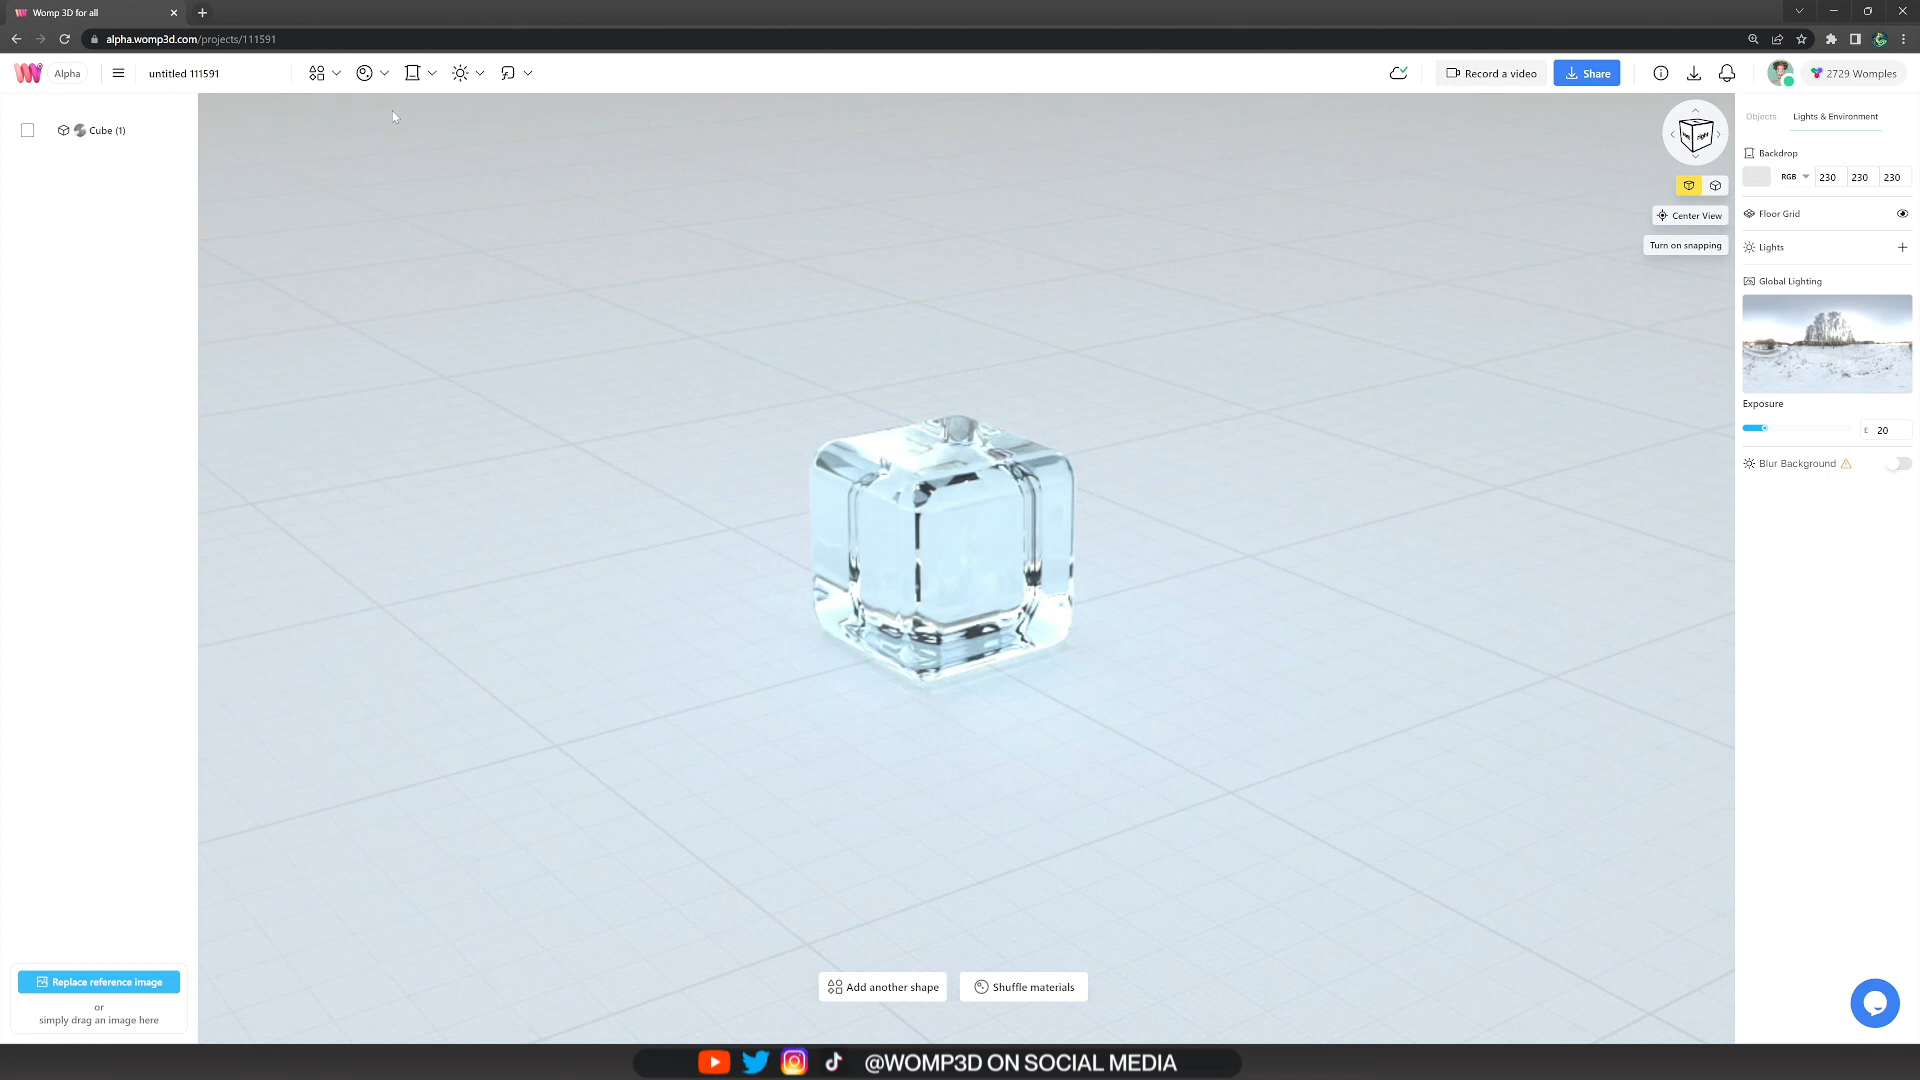 Womp 3D for all
alpha.womp3d.com/projects/111591
Alpha
untitled 111591
Record a video
Share
2729 Womples
Cube (1)
right
Center View
Turn on snapping
Objects
Lights & Environment
Backdrop
RGB
230
230
230
Floor Grid
Lights
Global Lighting
Exposure
E
20
Blur Background
Add another shape
Shuffle materials
Replace reference image
or
simply drag an image here
@WOMP3D ON SOCIAL MEDIA